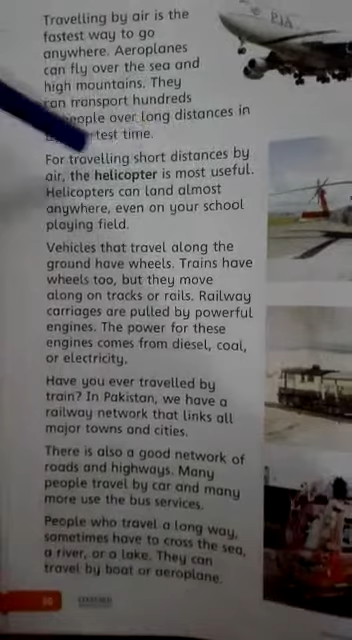 Travelling by air is the
fastest way to go
anywhere. Aeroplanes
can fly over the sea and
high mountains. They
can transport hundreds
people over long distances in
test time.
For travelling short distances by
air, the helicopter is most useful.
Helicopters can land almost
anywhere, even on your school
playing field.
Vehicles that travel along the
ground have wheels. Trains have
wheels too, but they move
along on tracks or rails. Railway
carriages are pulled by powerful
engines. The power for these
engines comes from diesel, coal,
or electricity.
Have you ever travelled by
train? In Pakistan, we have a
railway network that links all
major towns and cities.
There is also a good network of
roads and highways. Many
people travel by car and many
more use the bus services.
People who travel a long way,
sometimes have to cross the sea,
a river, or a lake. They can
travel by boat or aeroplane.
PIA